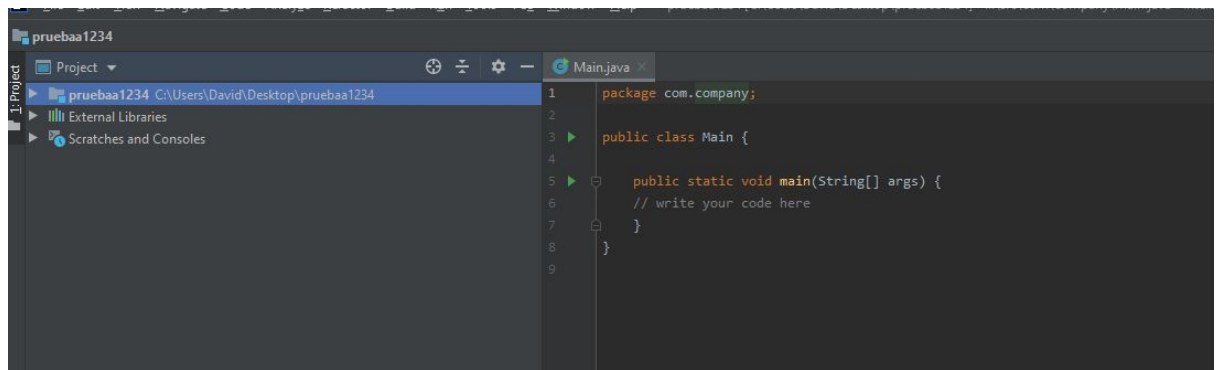 pruebaa1234
1: Project
Project
pruebaa1234 C:\Users\David\Desktop\pruebaa1234
External Libraries
Scratches and Consoles
Main.java
1 package com.company;
2
3 public class Main {
4
5 public static void main(String[] args) {
6 // write your code here
7 }
8 }
9